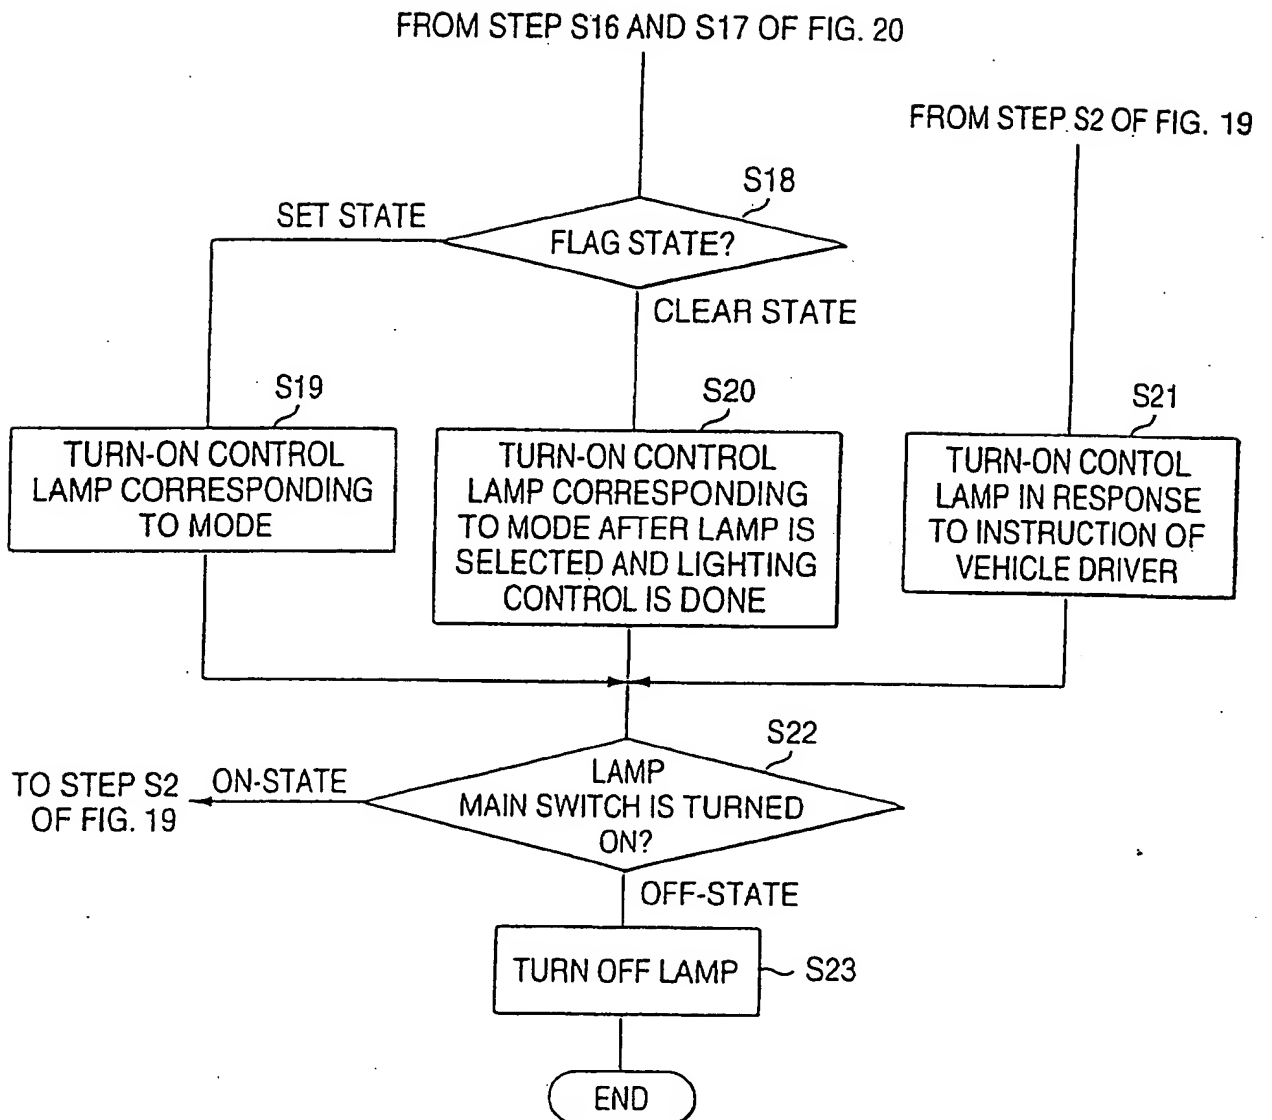 FROM STEP S16 AND S17 OF FIG. 20
FROM STEP S2 OF FIG. 19
S18
SET STATE
FLAG STATE?
CLEAR STATE
S19
TURN-ON CONTROL
LAMP CORRESPONDING
TO MODE
S20
TURN-ON CONTROL
LAMP CORRESPONDING
TO MODE AFTER LAMP IS
SELECTED AND LIGHTING
CONTROL IS DONE
S21
TURN-ON CONTOL
LAMP IN RESPONSE
TO INSTRUCTION OF
VEHICLE DRIVER
S22
TO STEP S2
OF FIG. 19
ON-STATE
LAMP
MAIN SWITCH IS TURNED
ON?
OFF-STATE
TURN OFF LAMP
S23
END